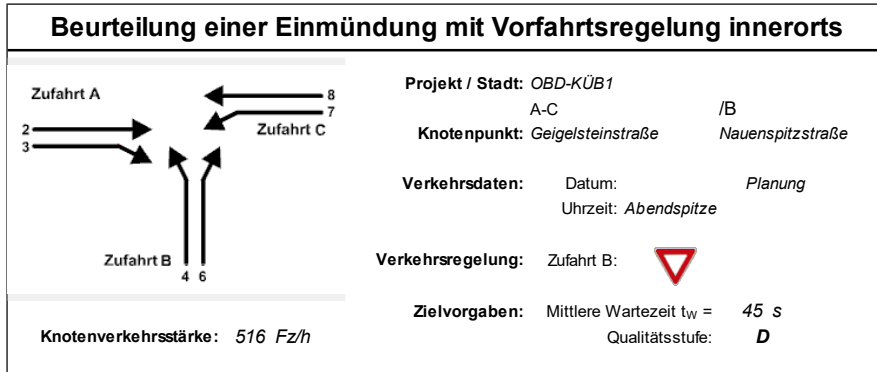 Beurteilung einer Einmündung mit Vorfahrtsregelung innerorts
Zufahrt A
8
7
Zufahrt C
2
3
Zufahrt B
4 6
Knotenverkehrsstärke: 516 Fz/h
Projekt / Stadt: OBD-KÜB1
A-C /B
Knotenpunkt: Geigelsteinstraße Nauenspitzstraße
Verkehrsdaten: Datum: Planung
Uhrzeit: Abendspitze
Verkehrsregelung: Zufahrt B:
Zielvorgaben: Mittlere Wartezeit tW = 45 s
Qualitätsstufe: D